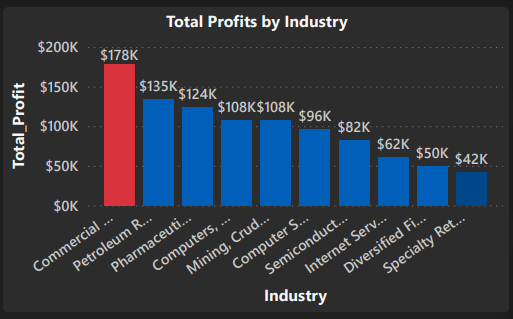 Total Profits by Industry
Total_Profit
$200K
$150K
$100K
$50K
$0K
$178K
$135K
$124K
$108K
$108K
$96K
$82K
$62K
$50K
$42K
Commercial ...
Petroleum R...
Pharmaceuti...
Computers, ...
Mining, Crud...
Computer S...
Semiconduct...
Internet Serv...
Diversified Fi...
Specialty Ret...
Industry